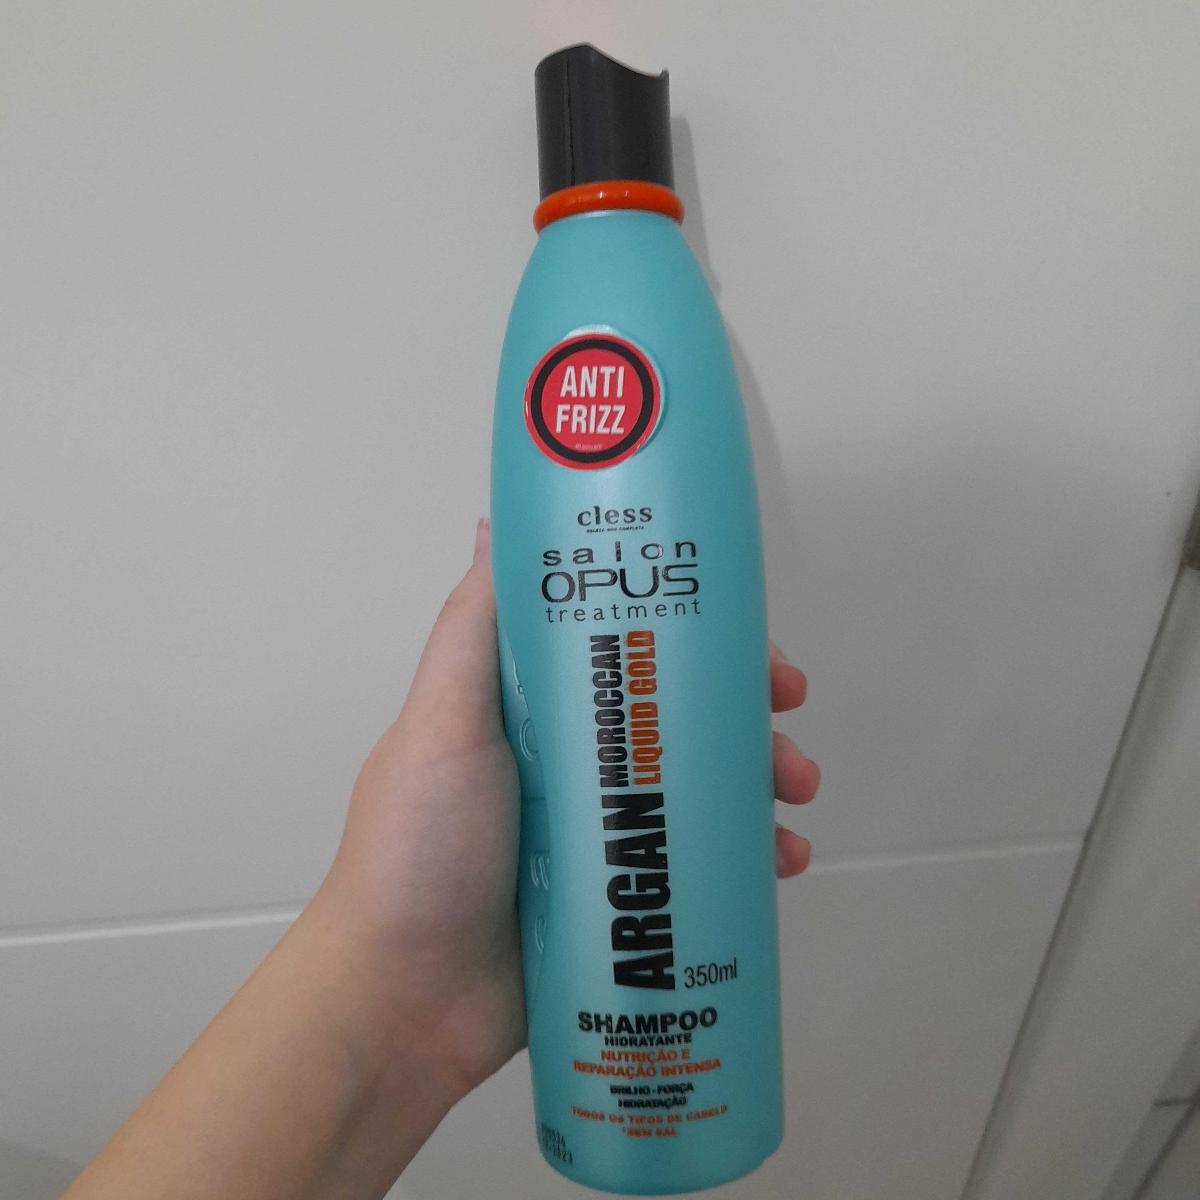 ANTI
FRIZZ
cless
salon
OPUS
treatment
ARGAN MOROCCAN
LIQUID GOLD
350ml
SHAMPOO
HIDRATANTE
NUTRIÇÃO E
REPARAÇÃO INTENSA
BRILHO - FORÇA
HIDRATAÇÃO
TODOS OS TIPOS DE CABELO
*SEM SAL